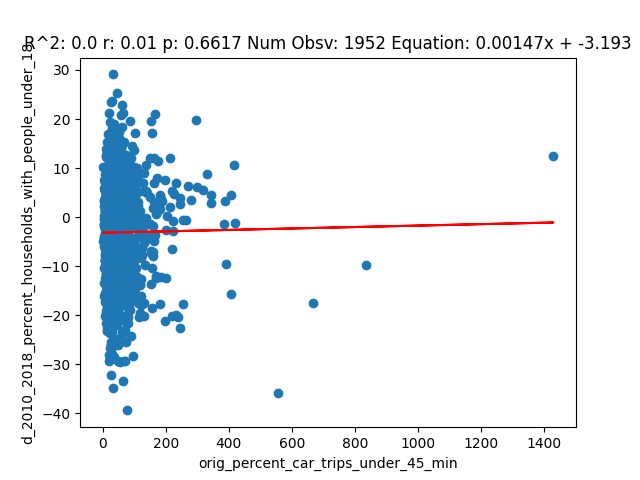 R^2: 0.0 r: 0.01 p: 0.6617 Num Obsv: 1952 Equation: 0.00147x + -3.193
d_2010_2018_percent_households_with_people_under_18
30
20
10
0
−10
−20
−30
−40
0 200 400 600 800 1000 1200 1400
orig_percent_car_trips_under_45_min